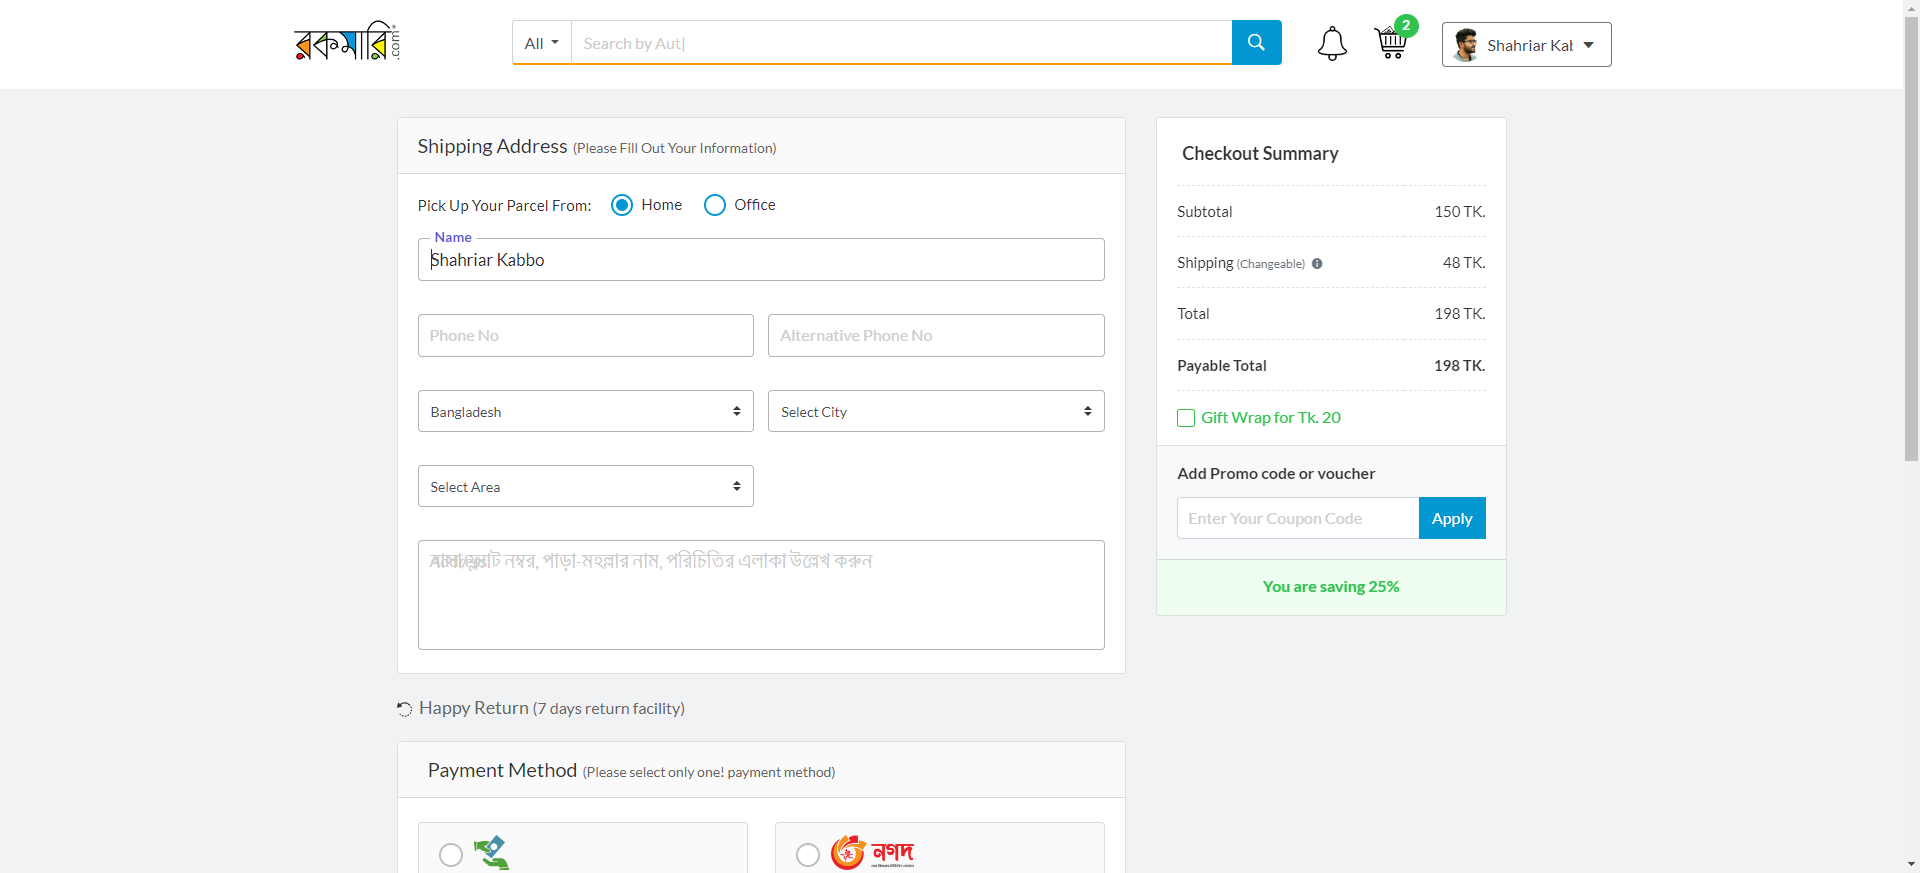 রকমারি
.com
All
Search by Aut
2
Shahriar Kab
Shipping Address (Please Fill Out Your Information)
Pick Up Your Parcel From: Home Office
Name
Shahriar Kabbo
Phone No
Alternative Phone No
Bangladesh
Select City
Select Area
Address
বাসা/ফ্ল্যাট নম্বর, পাড়া-মহল্লার নাম, পরিচিতির এলাকা উল্লেখ করুন
Happy Return (7 days return facility)
Payment Method (Please select only one! payment method)
নগদ
Checkout Summary
Subtotal 150 TK.
Shipping (Changeable) 48 TK.
Total 198 TK.
Payable Total 198 TK.
Gift Wrap for Tk. 20
Add Promo code or voucher
Enter Your Coupon Code
Apply
You are saving 25%